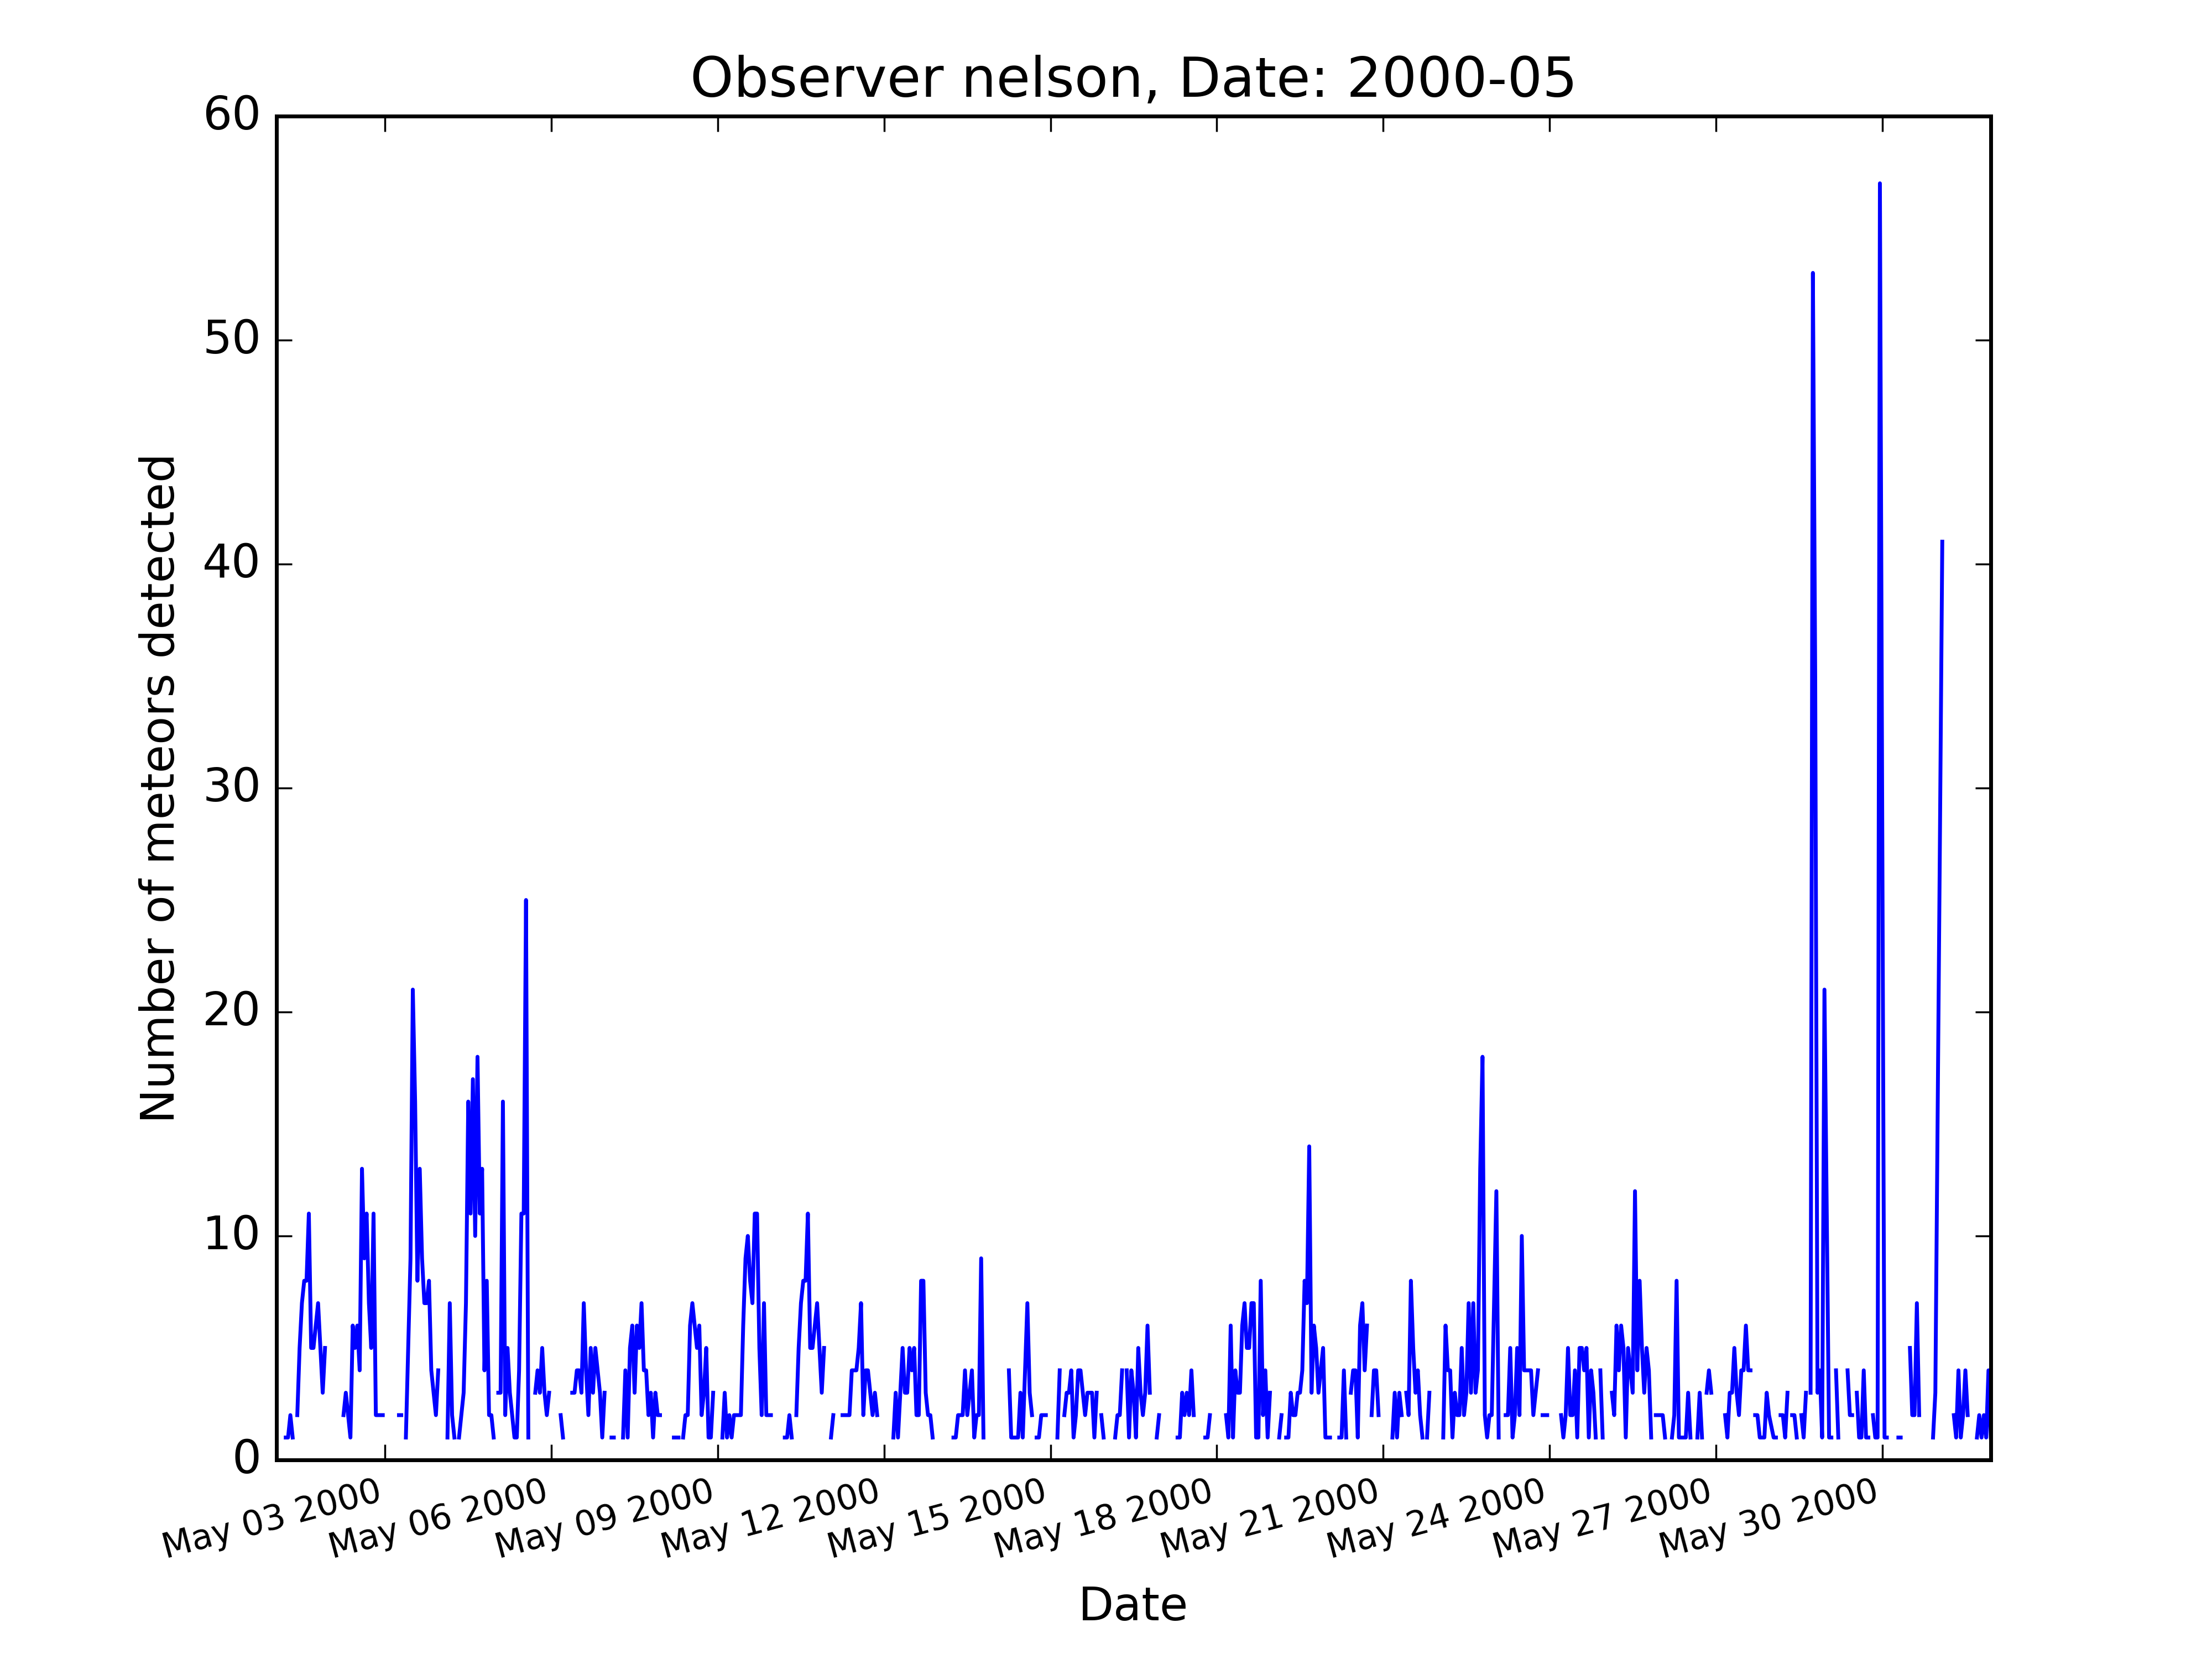 Observer nelson, Date: 2000-05
60
50
40
30
20
10
0
Number of meteors detected
May 03 2000
May 06 2000
May 09 2000
May 12 2000
May 15 2000
May 18 2000
May 21 2000
May 24 2000
May 27 2000
May 30 2000
Date